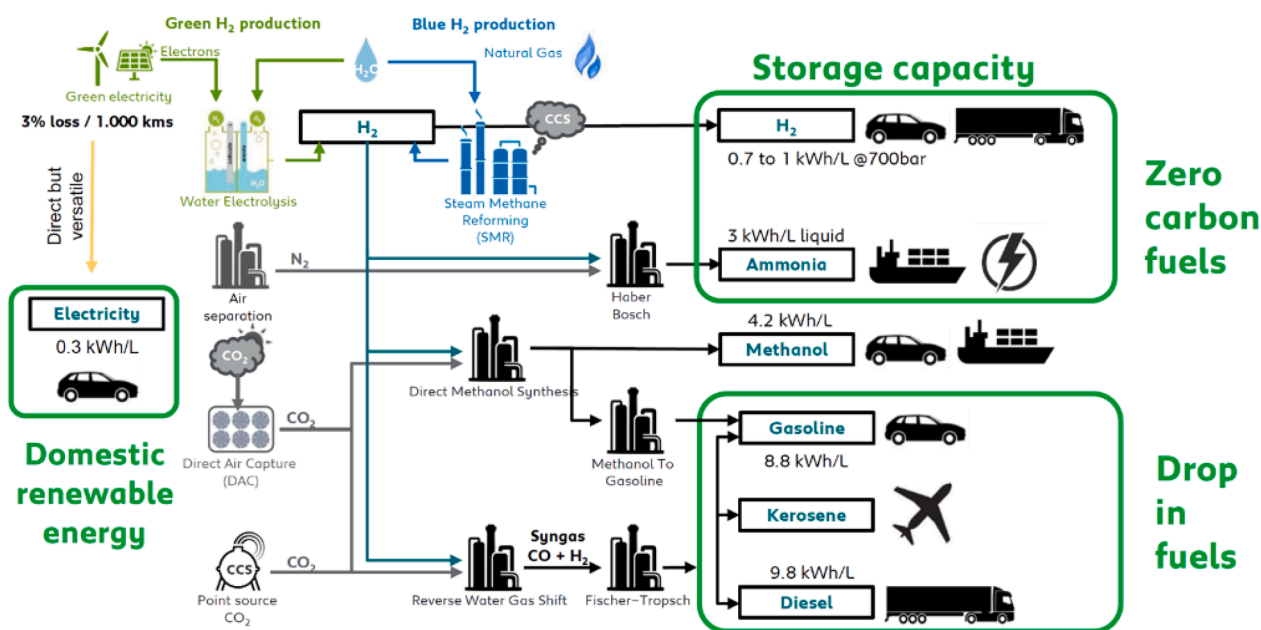 Green H₂ production
Blue H₂ production
Electrons
H₂O
Natural Gas
Green electricity
3% loss / 1.000 kms
Storage capacity
H₂
CCS
H₂
0.7 to 1 kWh/L @700bar
Direct but
versatile
H₂
O₂
cathode
anode
H₂O
Water Electrolysis
Steam Methane
Reforming
(SMR)
Zero
carbon
fuels
N₂
3 kWh/L liquid
Ammonia
Air
separation
Haber
Bosch
Electricity
0.3 kWh/L
CO₂
4.2 kWh/L
Methanol
Direct Methanol Synthesis
CO₂
Direct Air Capture
(DAC)
Domestic
renewable
energy
Gasoline
8.8 kWh/L
Methanol To
Gasoline
Kerosene
Drop
in
fuels
CCS
CO₂
Point source
CO₂
Reverse Water Gas Shift
Syngas
CO + H₂
Fischer–Tropsch
9.8 kWh/L
Diesel